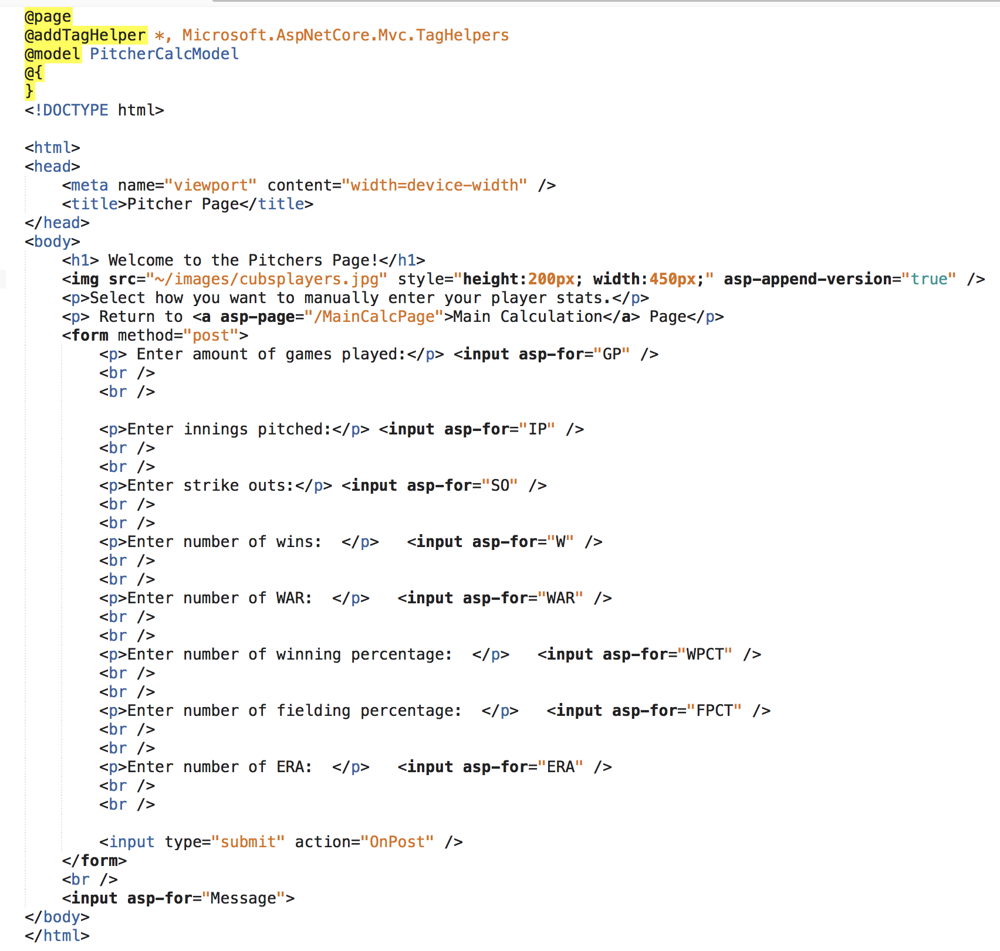 @page
@addTagHelper *, Microsoft.AspNetCore.Mvc.TagHelpers
@model PitcherCalcModel
@{
}
<!DOCTYPE html>

<html>
<head>
    <meta name="viewport" content="width=device-width" />
    <title>Pitcher Page</title>
</head>
<body>
    <h1> Welcome to the Pitchers Page!</h1>
    <img src="~/images/cubsplayers.jpg" style="height:200px; width:450px;" asp-append-version="true" />
    <p>Select how you want to manually enter your player stats.</p>
    <p> Return to <a asp-page="/MainCalcPage">Main Calculation</a> Page</p>
    <form method="post">
        <p> Enter amount of games played:</p> <input asp-for="GP" />
        <br />
        <br />

        <p>Enter innings pitched:</p> <input asp-for="IP" />
        <br />
        <br />
        <p>Enter strike outs:</p> <input asp-for="SO" />
        <br />
        <br />
        <p>Enter number of wins:  </p>   <input asp-for="W" />
        <br />
        <br />
        <p>Enter number of WAR:  </p>   <input asp-for="WAR" />
        <br />
        <br />
        <p>Enter number of winning percentage:  </p>   <input asp-for="WPCT" />
        <br />
        <br />
        <p>Enter number of fielding percentage:  </p>   <input asp-for="FPCT" />
        <br />
        <br />
        <p>Enter number of ERA:  </p>   <input asp-for="ERA" />
        <br />
        <br />

        <input type="submit" action="OnPost" />
    </form>
    <br />
    <input asp-for="Message">
</body>
</html>